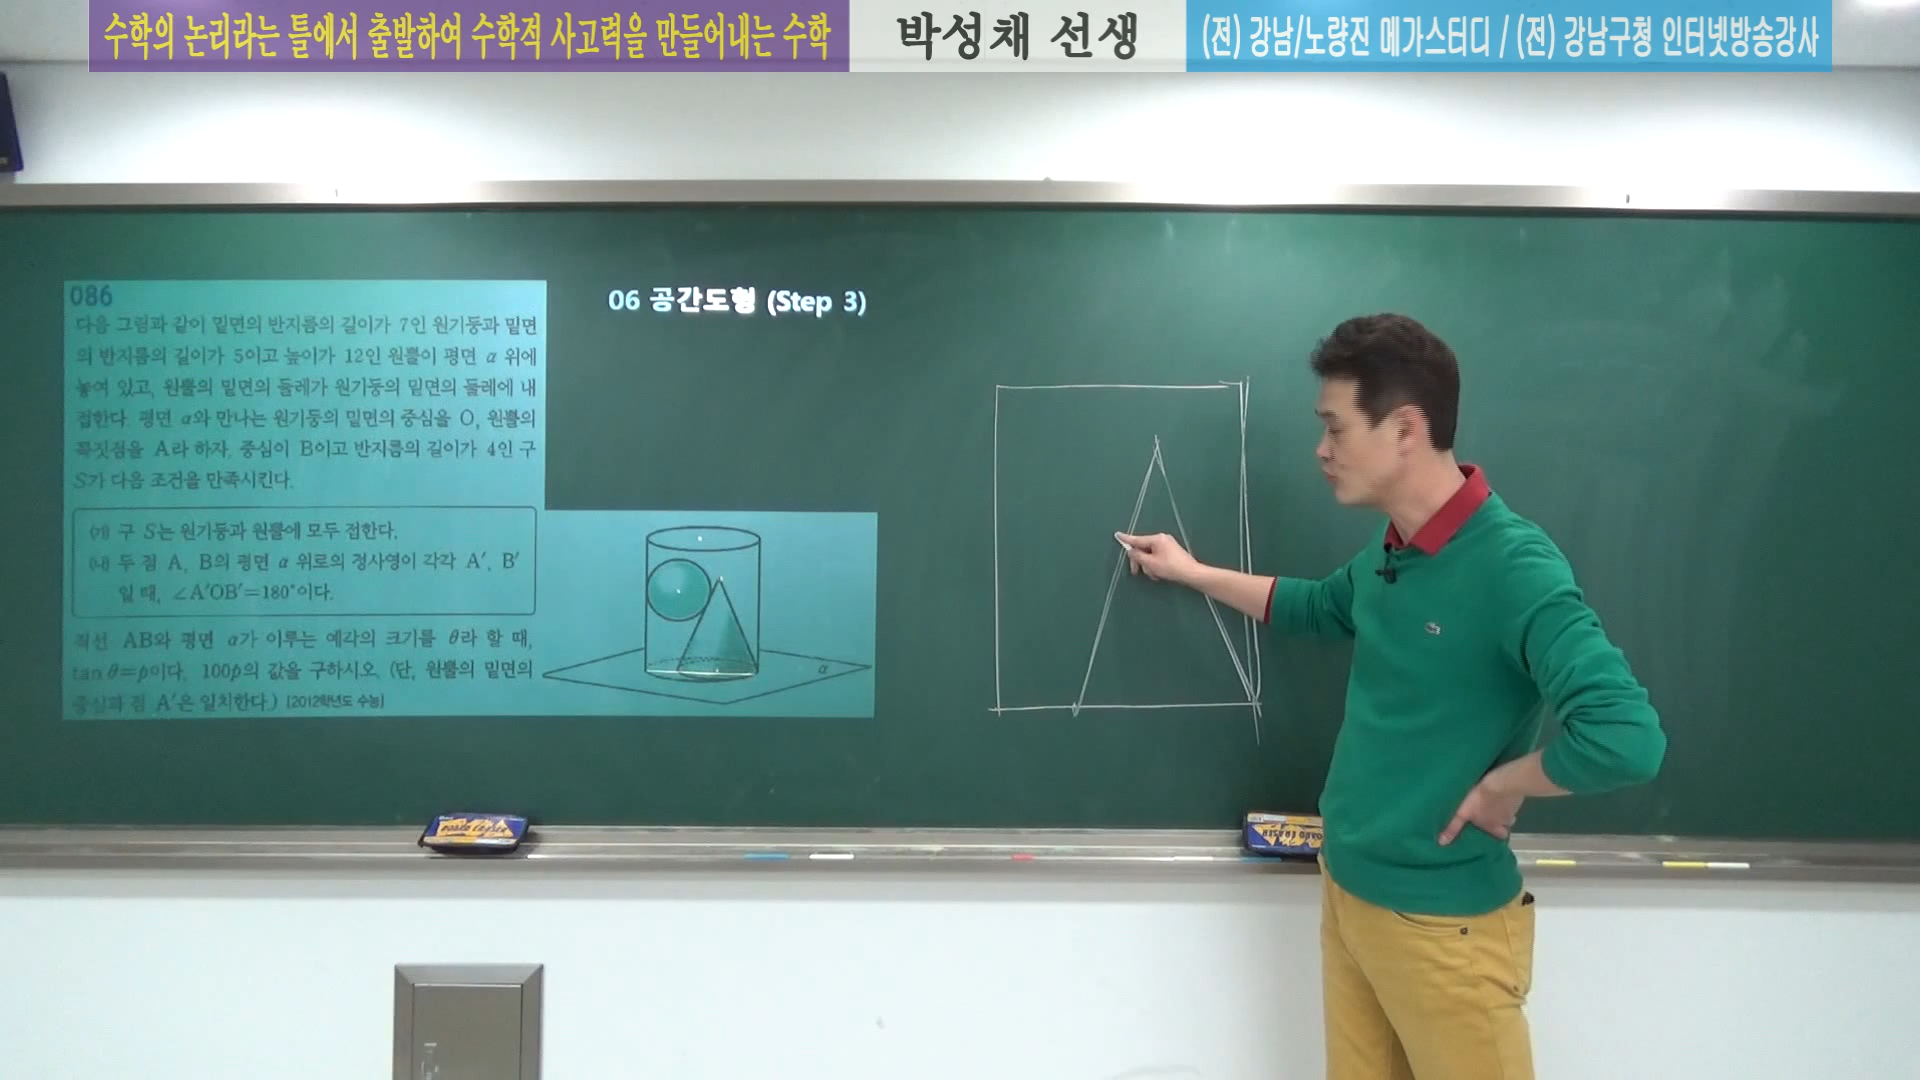 수학의 논리라는 틀에서 출발하여 수학적 사고력을 만들어내는 수학
박성채 선생
(전) 강남/노량진 메가스터디 / (전) 강남구청 인터넷방송강사
06 공간도형 (Step 3)
086
다음 그림과 같이 밑면의 반지름의 길이가 7인 원기둥과 밑면
의 반지름의 길이가 5이고 높이가 12인 원뿔이 평면 α 위에
놓여 있고, 원뿔의 밑면의 둘레가 원기둥의 밑면의 둘레에 내
접한다. 평면 α와 만나는 원기둥의 밑면의 중심을 O, 원뿔의
꼭짓점을 A라 하자. 중심이 B이고 반지름의 길이가 4인 구
S가 다음 조건을 만족시킨다.
㈎ 구 S는 원기둥과 원뿔에 모두 접한다.
㈏ 두 점 A, B의 평면 α 위로의 정사영이 각각 A′, B′
일 때, ∠A′OB′=180°이다.
직선 AB와 평면 α가 이루는 예각의 크기를 θ라 할 때,
tan θ=p이다. 100p의 값을 구하시오. (단, 원뿔의 밑면의
중심과 점 A′은 일치한다.) [2012학년도 수능]
α
BOARD ERASER
BOARD ERASER